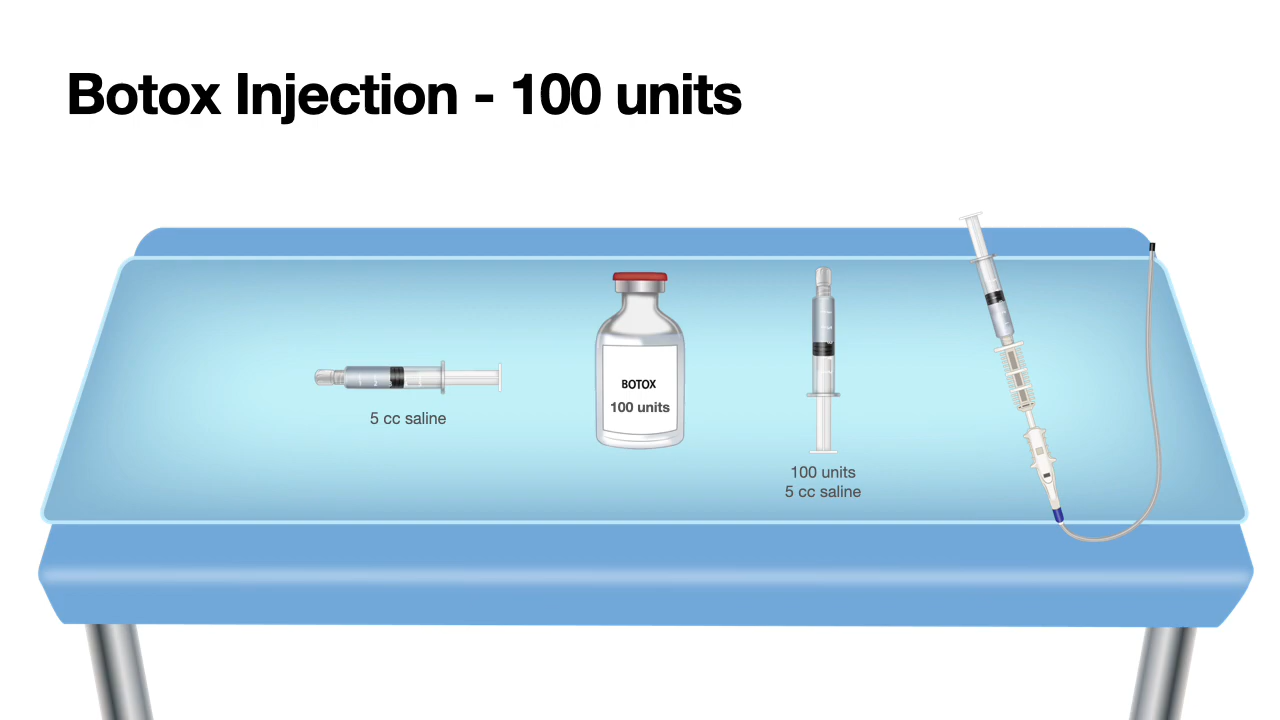 Botox Injection - 100 units
BOTOX
100 units
5 cc saline
100 units
5 cc saline